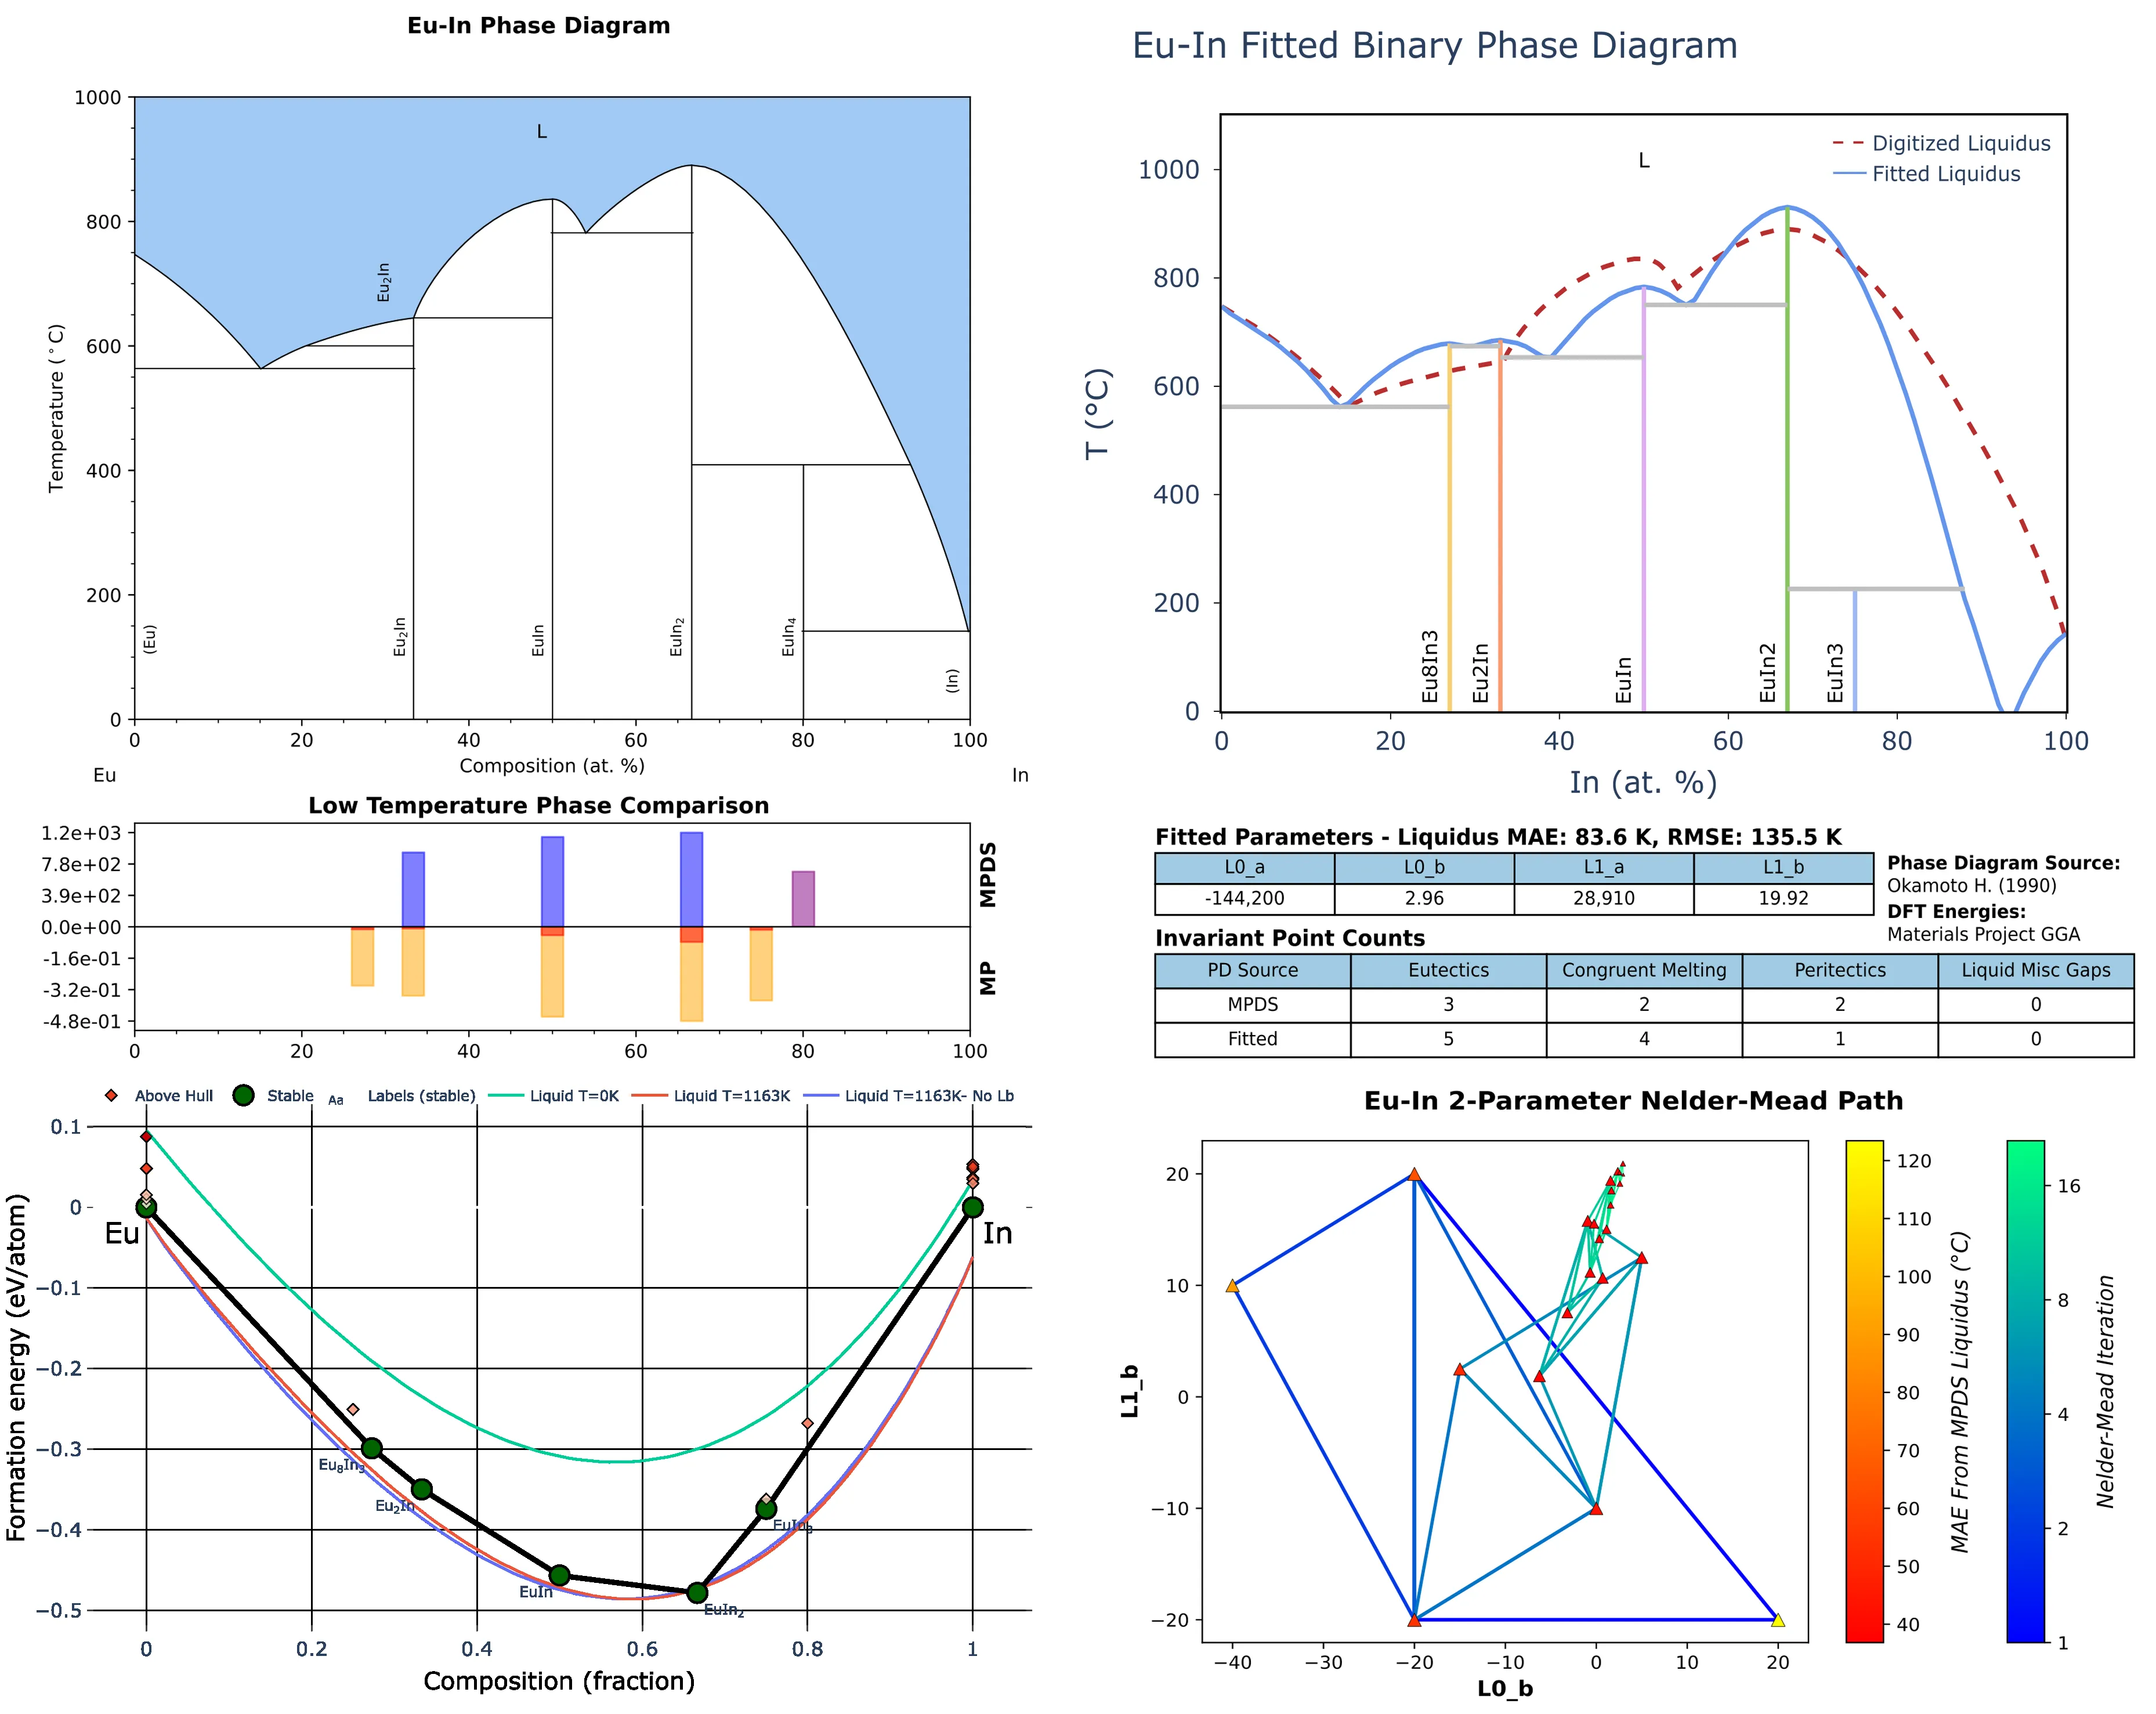 Eu-In Phase Diagram
1000
800
600
400
200
0
Temperature (°C)
L
Eu₂In
(Eu)
Eu₂In
EuIn
EuIn₂
EuIn₄
(In)
0 20 40 60 80 100
Composition (at. %)
Eu In
Eu-In Fitted Binary Phase Diagram
L
Digitized Liquidus
Fitted Liquidus
1000
800
600
400
200
0
T (°C)
Eu8In3
Eu2In
EuIn
EuIn2
EuIn3
0 20 40 60 80 100
In (at. %)
Low Temperature Phase Comparison
1.2e+03
7.8e+02
3.9e+02
0.0e+00
-1.6e-01
-3.2e-01
-4.8e-01
MPDS
MP
0 20 40 60 80 100
Fitted Parameters - Liquidus MAE: 83.6 K, RMSE: 135.5 K
L0_a L0_b L1_a L1_b
-144,200 2.96 28,910 19.92
Phase Diagram Source:
Okamoto H. (1990)
DFT Energies:
Materials Project GGA
Invariant Point Counts
PD Source Eutectics Congruent Melting Peritectics Liquid Misc Gaps
MPDS 3 2 2 0
Fitted 5 4 1 0
Above Hull Stable Aa Labels (stable) Liquid T=0K Liquid T=1163K Liquid T=1163K- No Lb
0.1
0
−0.1
−0.2
−0.3
−0.4
−0.5
Formation energy (eV/atom)
Eu
In
Eu₈In₃
Eu₂In
EuIn
EuIn₂
EuIn₃
0 0.2 0.4 0.6 0.8 1
Composition (fraction)
Eu-In 2-Parameter Nelder-Mead Path
20
10
0
−10
−20
L1_b
−40 −30 −20 −10 0 10 20
L0_b
120
110
100
90
80
70
60
50
40
MAE From MPDS Liquidus (°C)
16
8
4
2
1
Nelder-Mead Iteration